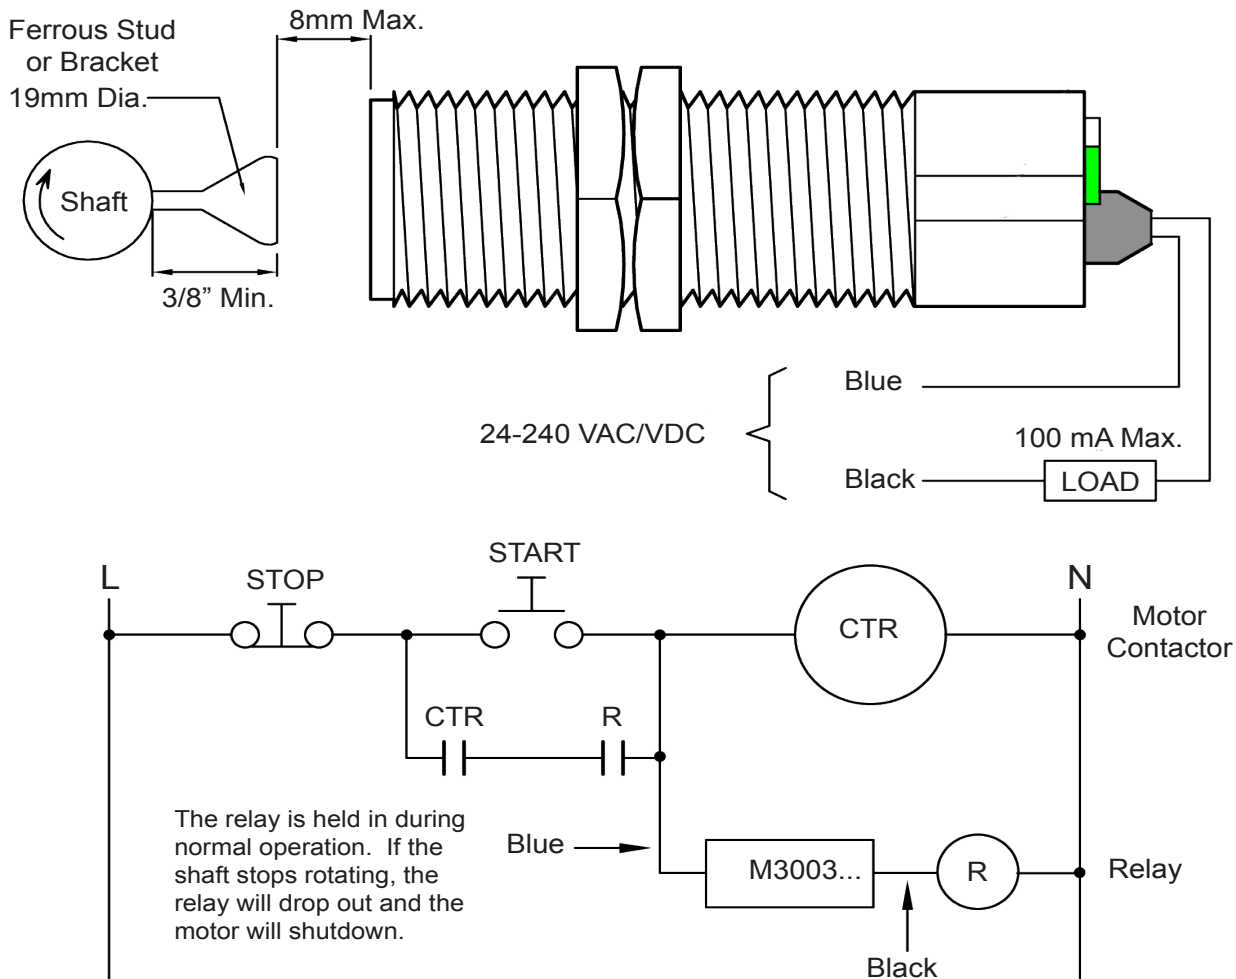 8mm Max.
Ferrous Stud
or Bracket
19mm Dia.
Shaft
3/8” Min.
Blue
24-240 VAC/VDC
100 mA Max.
Black
LOAD
START
L
STOP
N
CTR
Motor
Contactor
CTR
R
The relay is held in during
normal operation. If the
shaft stops rotating, the
relay will drop out and the
motor will shutdown.
Blue
M3003...
R
Relay
Black